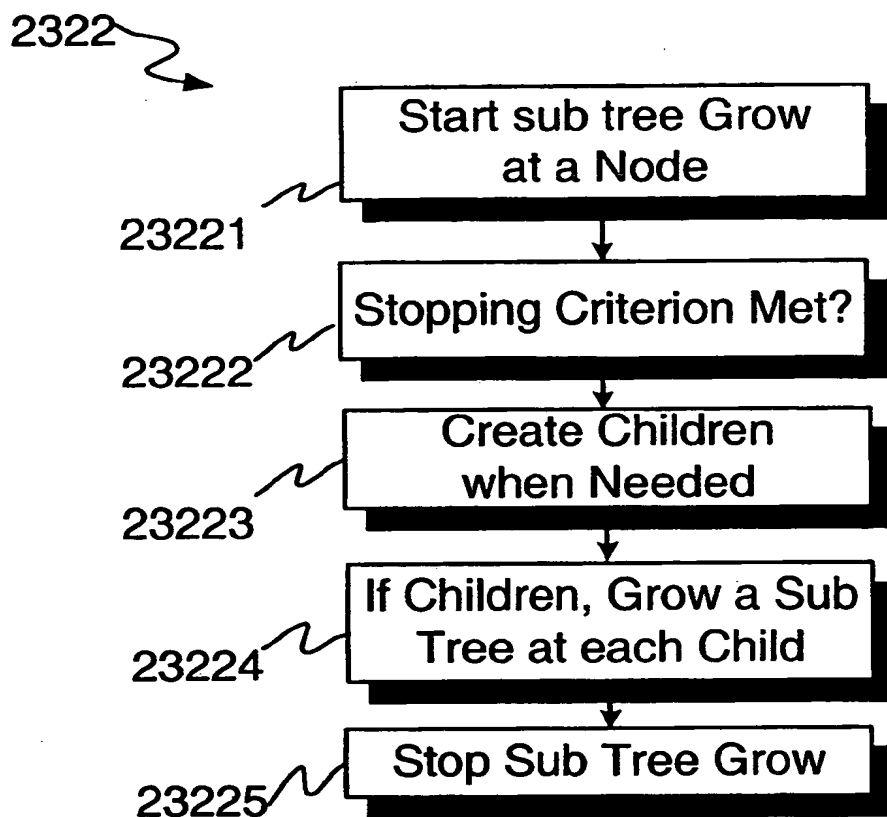 2322
Start sub tree Grow
at a Node
23221
Stopping Criterion Met?
23222
Create Children
when Needed
23223
If Children, Grow a Sub
Tree at each Child
23224
Stop Sub Tree Grow
23225